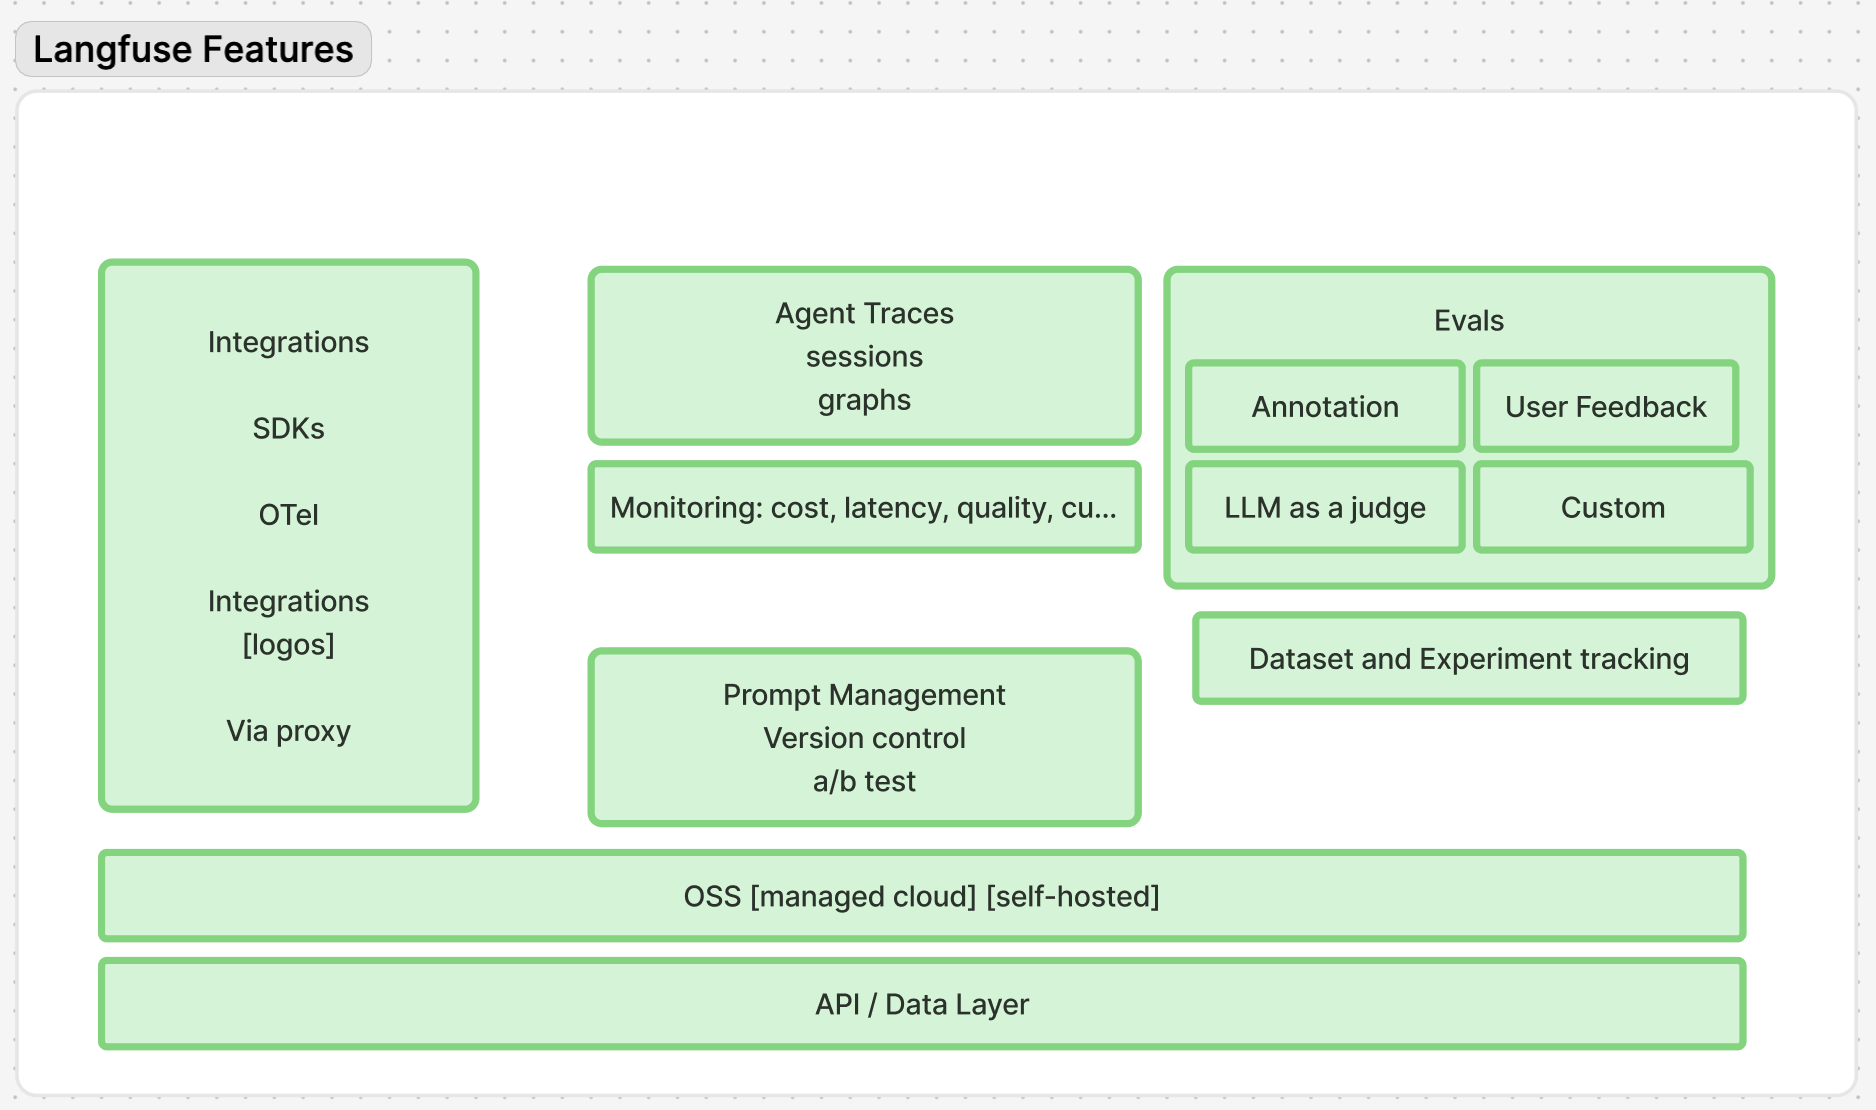 Langfuse Features
Integrations
SDKs
OTel
Integrations
[logos]
Via proxy
Agent Traces
sessions
graphs
Monitoring: cost, latency, quality, cu...
Prompt Management
Version control
a/b test
Evals
Annotation
User Feedback
LLM as a judge
Custom
Dataset and Experiment tracking
OSS [managed cloud] [self-hosted]
API / Data Layer